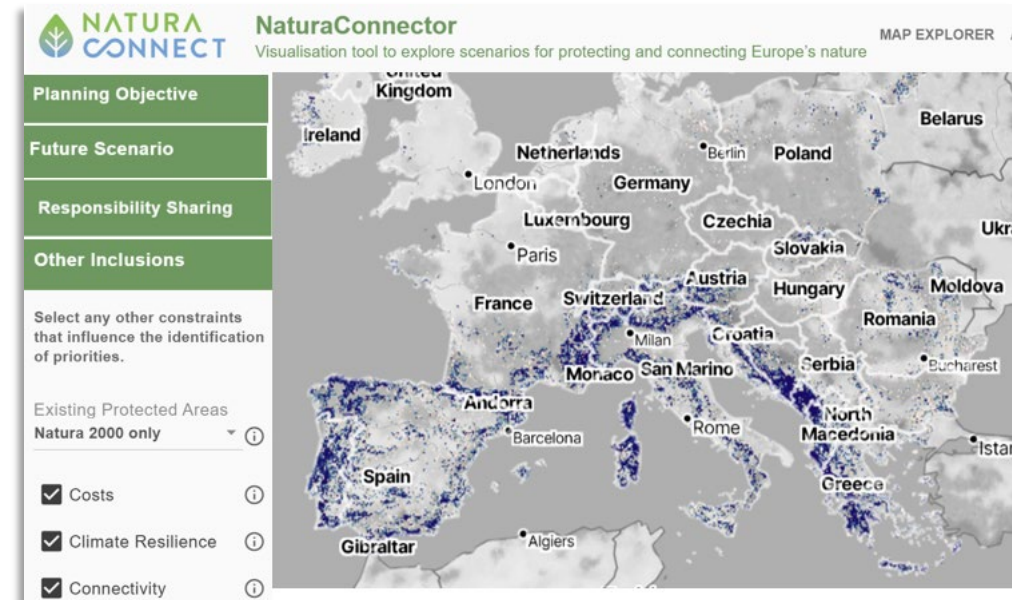 NATURA
CONNECT
NaturaConnector
Visualisation tool to explore scenarios for protecting and connecting Europe's nature
MAP EXPLORER
Planning Objective
Future Scenario
Responsibility Sharing
Other Inclusions
Select any other constraints
that influence the identification
of priorities.
Existing Protected Areas
Natura 2000 only
Costs
Climate Resilience
Connectivity
United
Kingdom
Ireland
Netherlands
Berlin
Poland
Belarus
London
Germany
Luxembourg
Czechia
Ukr
Paris
Slovakia
Austria
Hungary
Moldova
France
Switzerland
Romania
Milan
Croatia
Monaco
San Marino
Serbia
Bucharest
Andorra
Barcelona
Rome
North
Macedonia
Istan
Spain
Greece
Gibraltar
Algiers